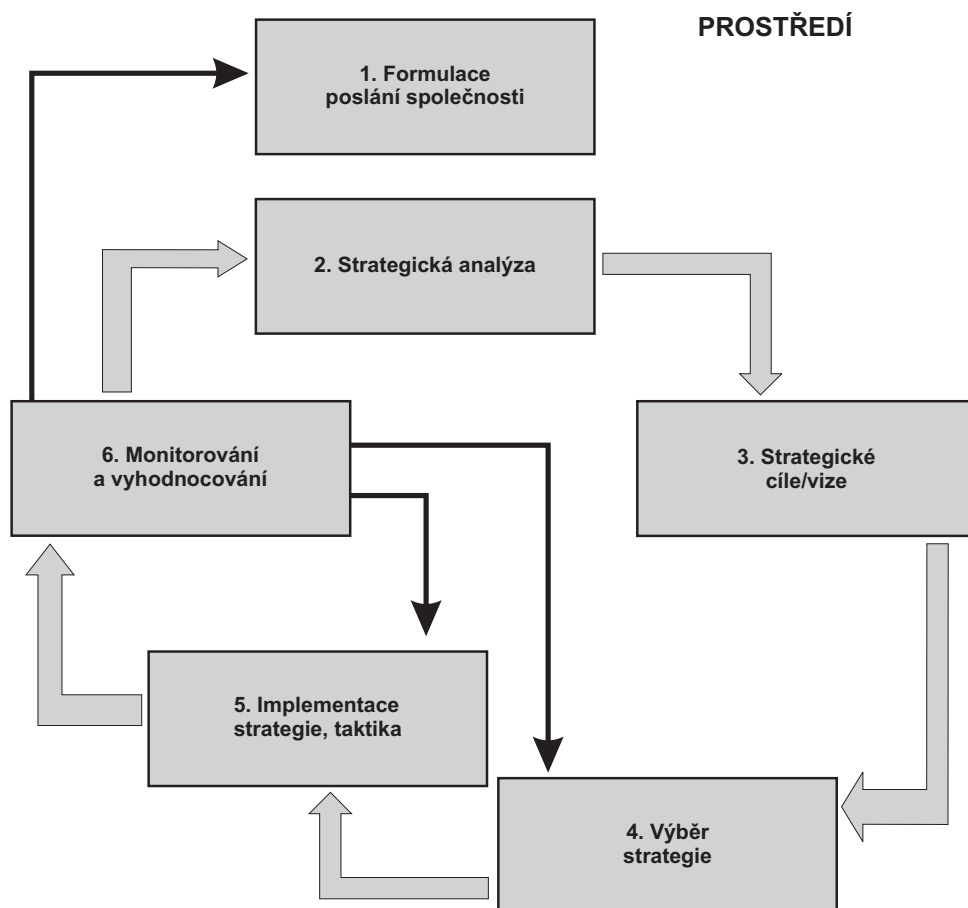 PROSTŘEDÍ
1. Formulace
poslání společnosti
2. Strategická analýza
3. Strategické
cíle/vize
4. Výběr
strategie
5. Implementace
strategie, taktika
6. Monitorování
a vyhodnocování